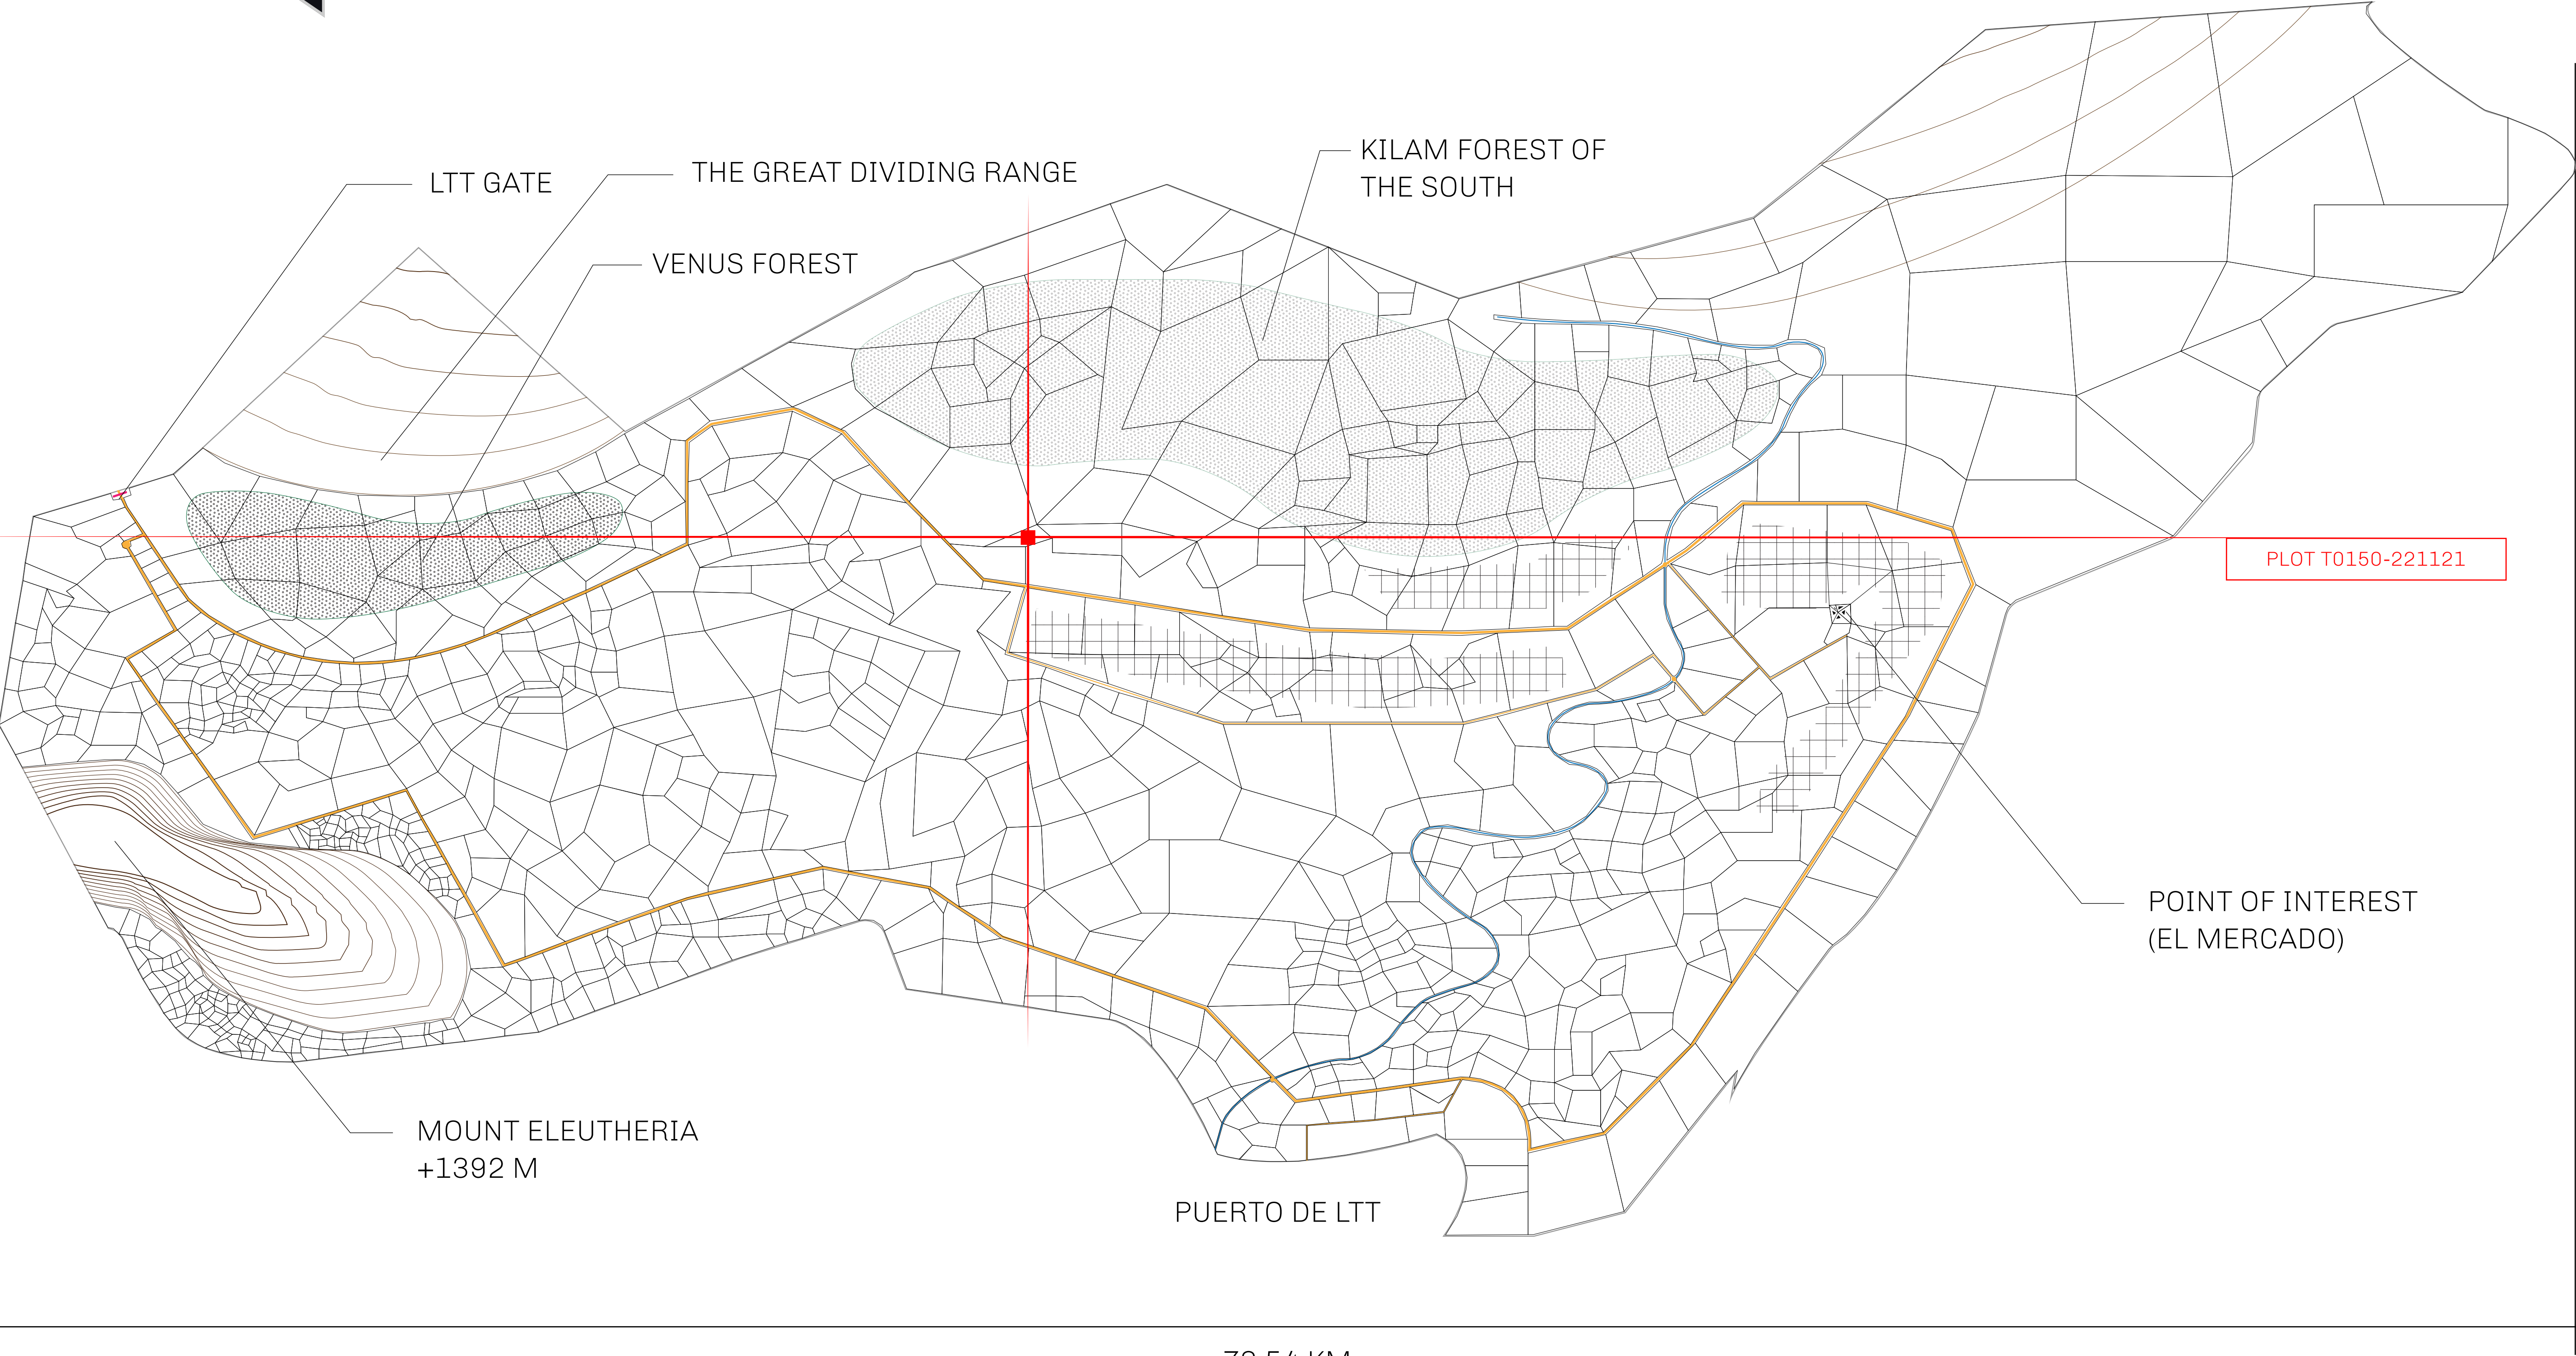 KILAM FOREST OF
THE SOUTH
THE GREAT DIVIDING RANGE
LTT GATE
VENUS FOREST
PLOT T0150-221121
POINT OF INTEREST
(EL MERCADO)
MOUNT ELEUTHERIA
+1392 M
PUERTO DE LTT